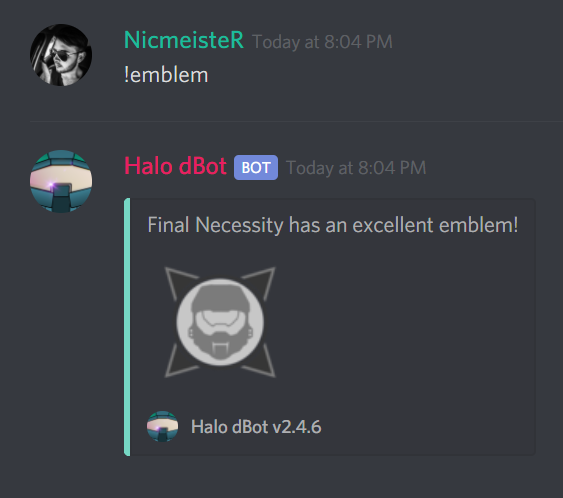 NicmeisteR Today at 8:04 PM
!emblem
Halo dBot BOT Today at 8:04 PM
Final Necessity has an excellent emblem!
Halo dBot v2.4.6